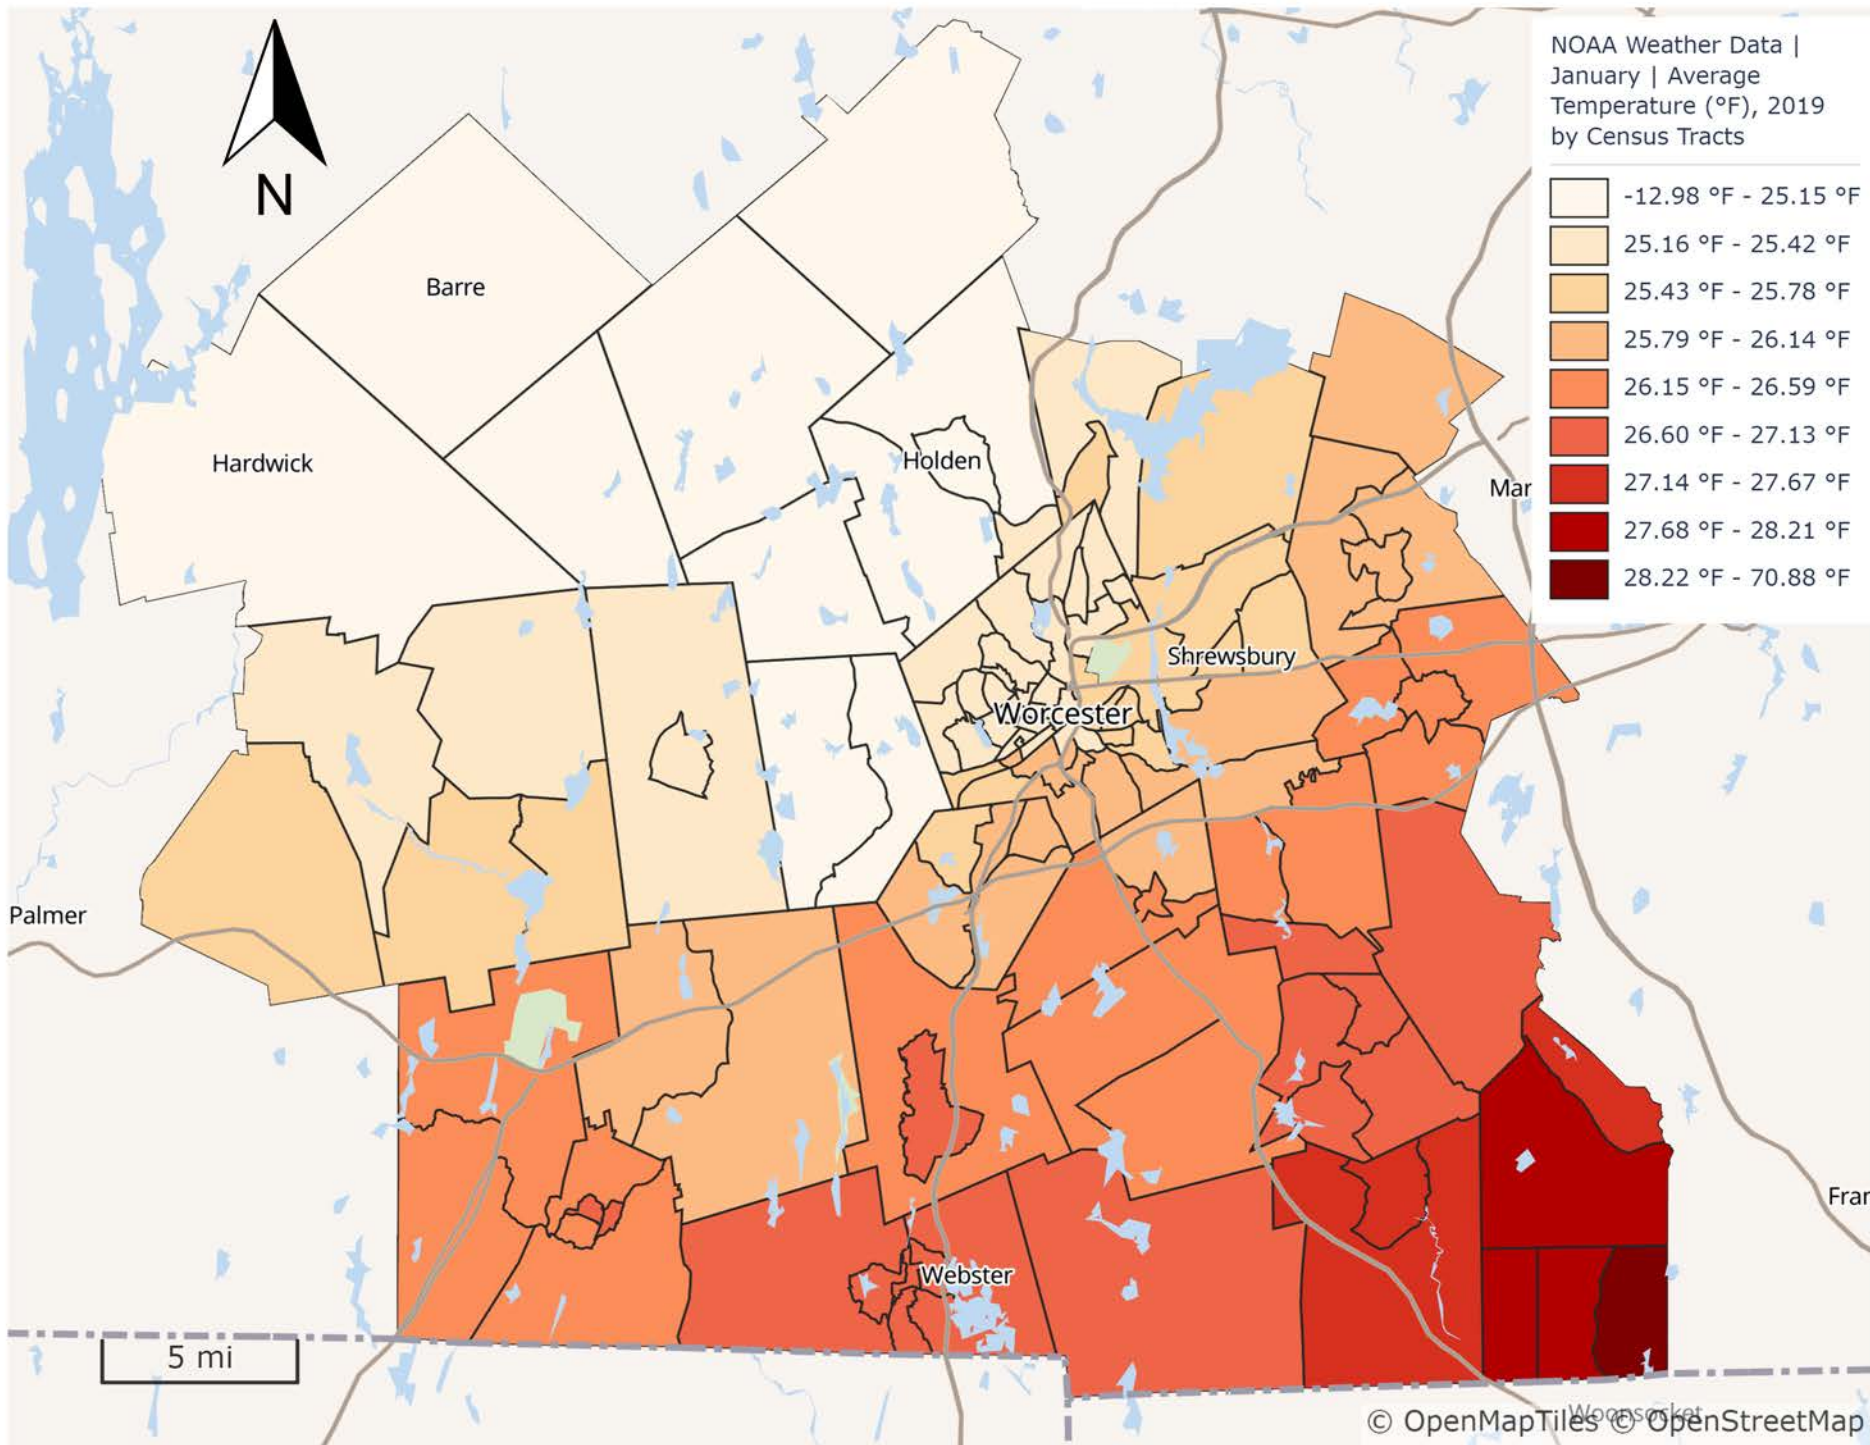 NOAA Weather Data |
January | Average
Temperature (°F), 2019
by Census Tracts
-12.98 °F - 25.15 °F
25.16 °F - 25.42 °F
25.43 °F - 25.78 °F
25.79 °F - 26.14 °F
26.15 °F - 26.59 °F
26.60 °F - 27.13 °F
27.14 °F - 27.67 °F
27.68 °F - 28.21 °F
28.22 °F - 70.88 °F
N
Barre
Hardwick
Holden
Mar
Shrewsbury
Worcester
Palmer
Fran
Webster
5 mi
Woonsocket
© OpenMapTiles © OpenStreetMap